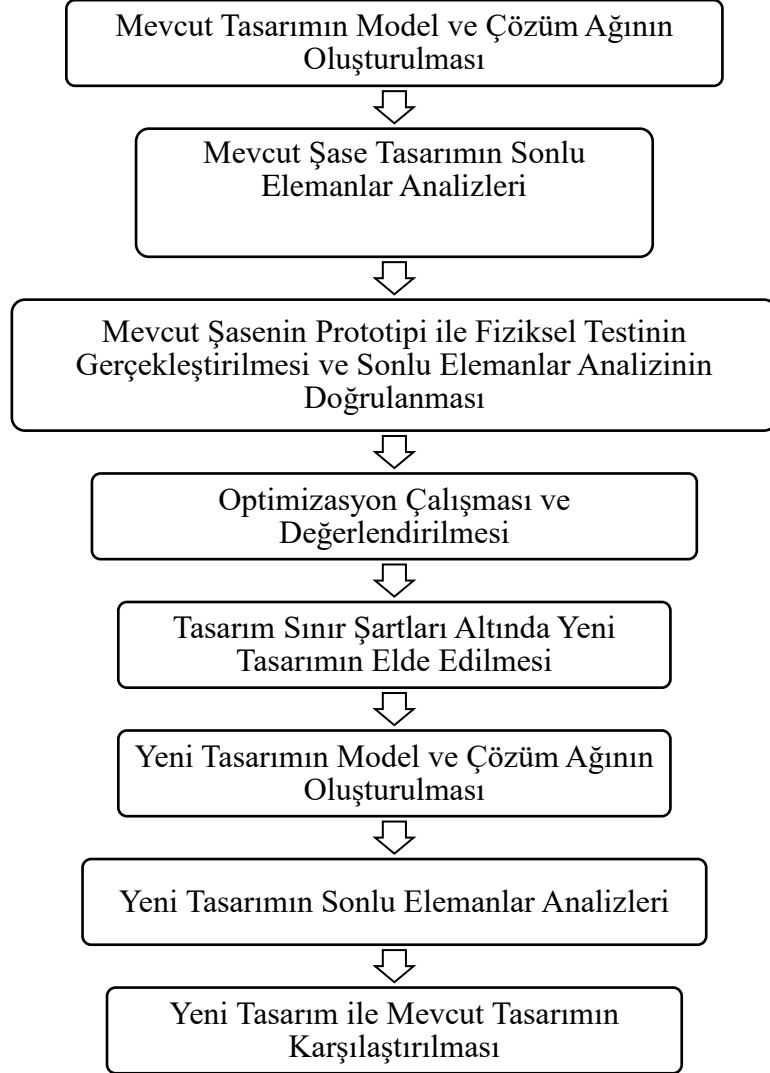 Mevcut Tasarımın Model ve Çözüm Ağının
Oluşturulması
Mevcut Şase Tasarımın Sonlu
Elemanlar Analizleri
Mevcut Şasenin Prototipi ile Fiziksel Testinin
Gerçekleştirilmesi ve Sonlu Elemanlar Analizinin
Doğrulanması
Optimizasyon Çalışması ve
Değerlendirilmesi
Tasarım Sınır Şartları Altında Yeni
Tasarımın Elde Edilmesi
Yeni Tasarımın Model ve Çözüm Ağının
Oluşturulması
Yeni Tasarımın Sonlu Elemanlar Analizleri
Yeni Tasarım ile Mevcut Tasarımın
Karşılaştırılması